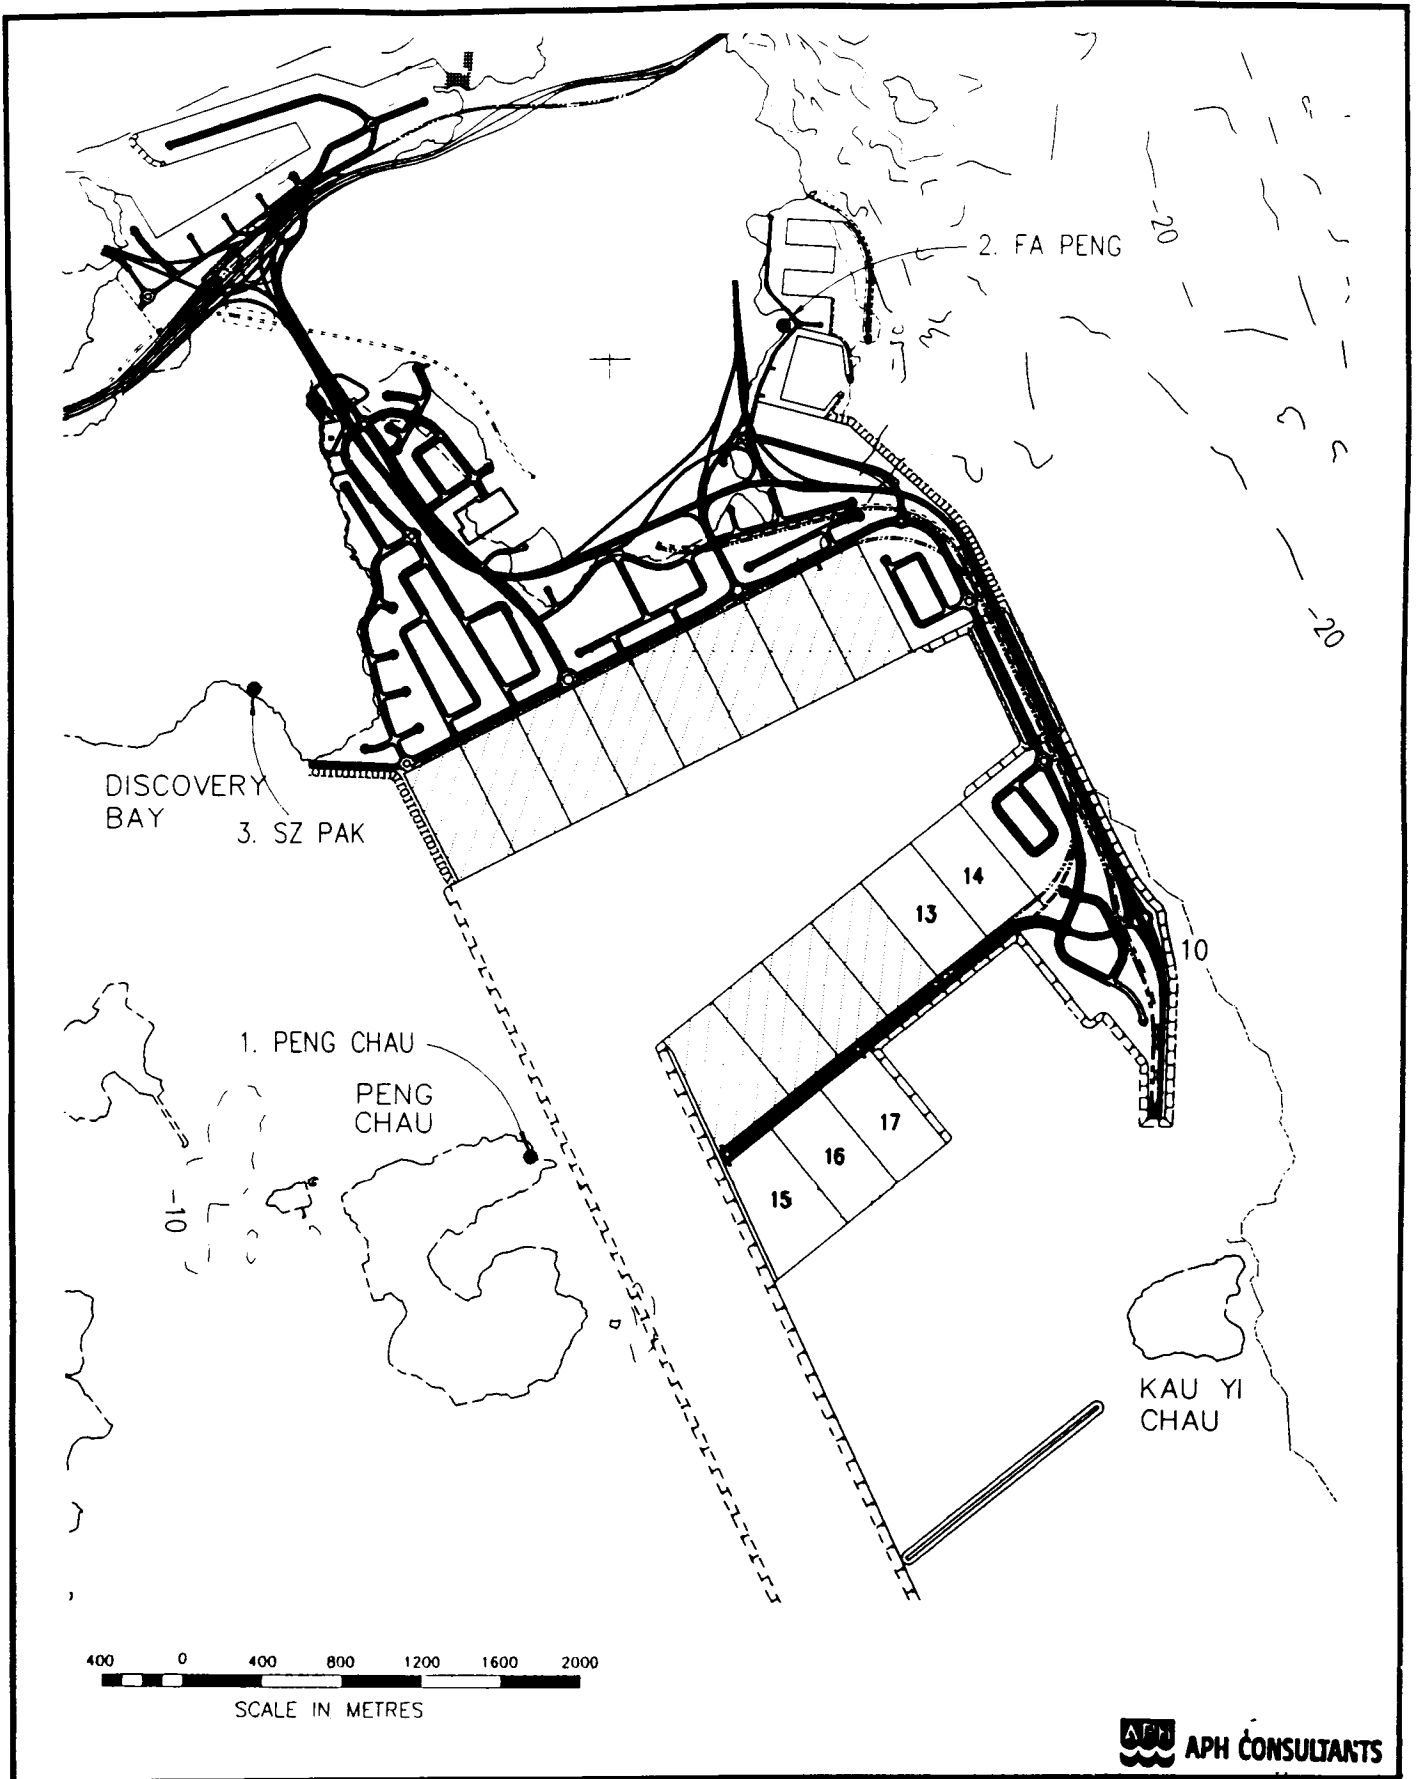 2. FA PENG
-20
-20
DISCOVERY
BAY
3. SZ PAK
14
13
10
1. PENG CHAU
PENG
CHAU
17
16
15
-10
KAU YI
CHAU
400 0 400 800 1200 1600 2000
SCALE IN METRES
APH APH CONSULTANTS